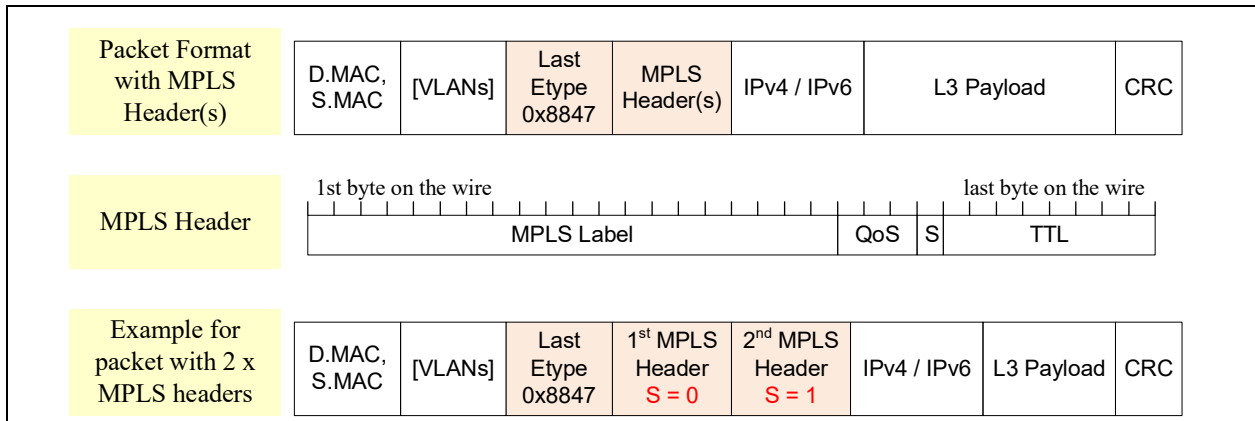 Packet Format
with MPLS
Header(s)
D.MAC,
S.MAC
[VLANs]
Last
Etype
0x8847
MPLS
Header(s)
IPv4 / IPv6
L3 Payload
CRC
MPLS Header
1st byte on the wire
last byte on the wire
MPLS Label
QoS
S
TTL
Example for
packet with 2 x
MPLS headers
D.MAC,
S.MAC
[VLANs]
Last
Etype
0x8847
1st MPLS
Header
S = 0
2nd MPLS
Header
S = 1
IPv4 / IPv6
L3 Payload
CRC